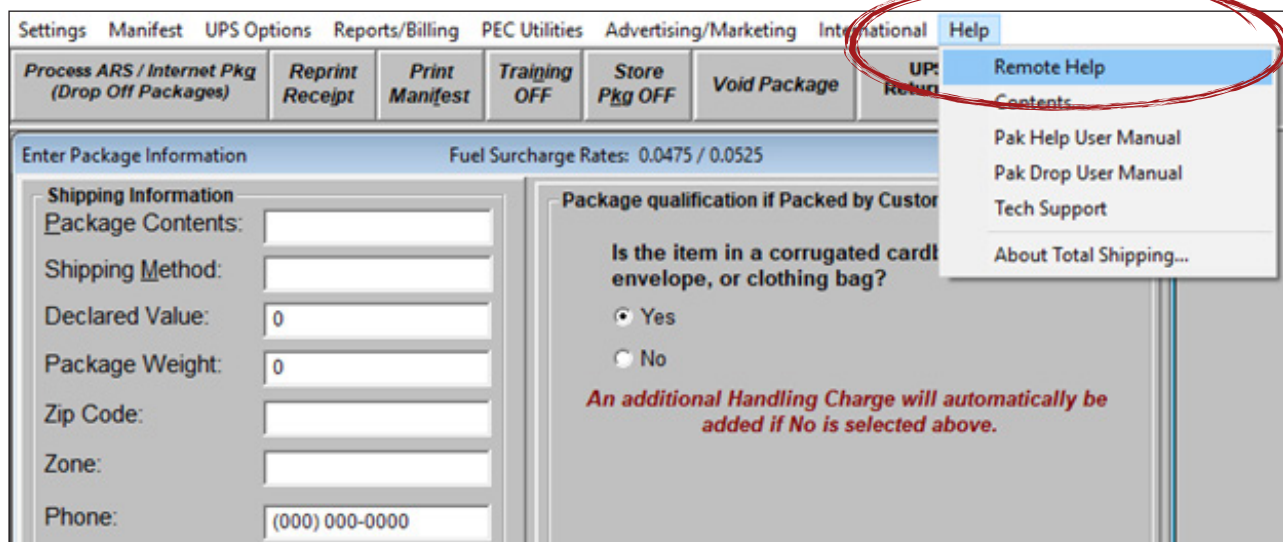 Settings Manifest UPS Options Reports/Billing PEC Utilities Advertising/Marketing International Help
Process ARS / Internet Pkg
(Drop Off Packages)
Reprint
Receipt
Print
Manifest
Training
OFF
Store
Pkg OFF
Void Package
UPS
Return
Remote Help
Contents
Pak Help User Manual
Pak Drop User Manual
Tech Support
About Total Shipping...
Enter Package Information
Fuel Surcharge Rates: 0.0475 / 0.0525
Shipping Information
Package Contents:
Shipping Method:
Declared Value: 0
Package Weight: 0
Zip Code:
Zone:
Phone: (000) 000-0000
Package qualification if Packed by Custor
Is the item in a corrugated cardb
envelope, or clothing bag?
Yes
No
An additional Handling Charge will automatically be
added if No is selected above.